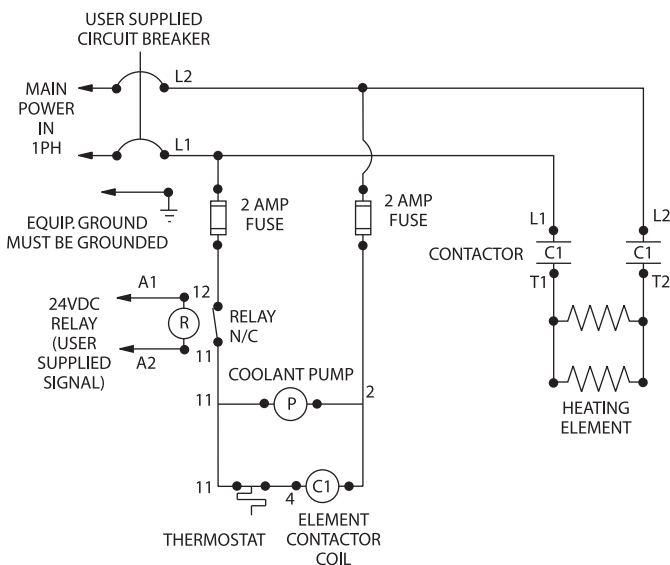 USER SUPPLIED
CIRCUIT BREAKER
L2
MAIN
POWER
IN
1PH
L1
2 AMP
FUSE
2 AMP
FUSE
EQUIP. GROUND
MUST BE GROUNDED
L1
L2
CONTACTOR
C1
C1
T1
T2
A1
12
24VDC
RELAY
(USER
SUPPLIED
SIGNAL)
R
RELAY
N/C
A2
11
COOLANT PUMP
11
P
2
HEATING
ELEMENT
11
4
C1
THERMOSTAT
ELEMENT
CONTACTOR
COIL